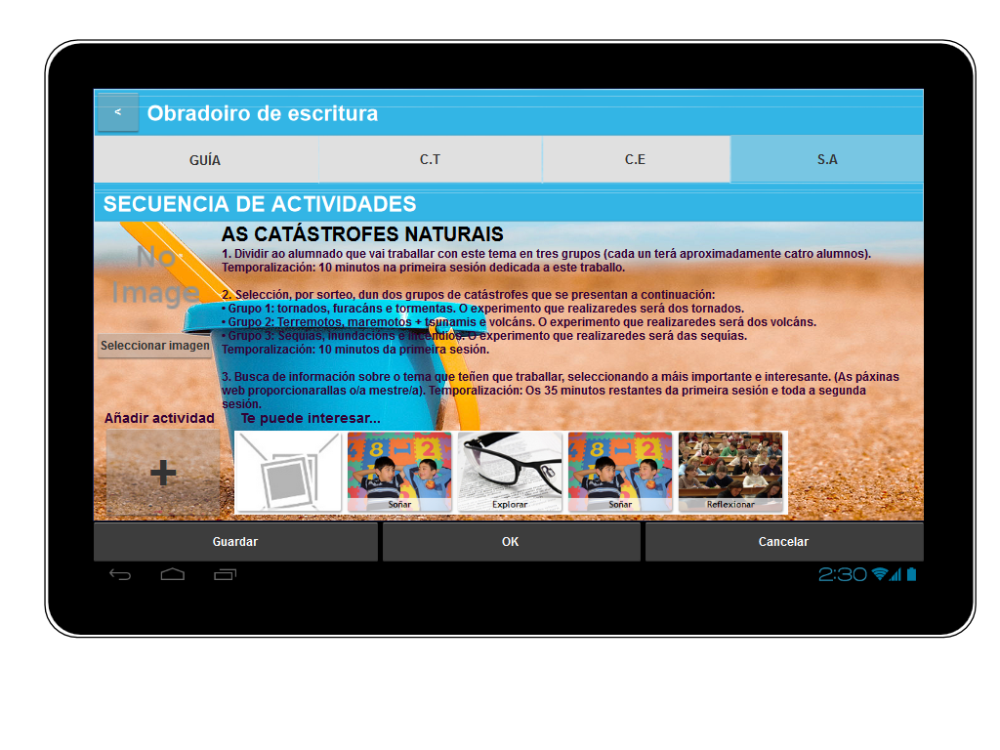 <
Obradoiro de escritura
GUÍA
C.T
C.E
S.A
SECUENCIA DE ACTIVIDADES
AS CATÁSTROFES NATURAIS
1. Dividir ao alumnado que vai traballar con este tema en tres grupos (cada un terá aproximadamente catro alumnos).
Temporalización: 10 minutos na primeira sesión dedicada a este traballo.
2. Selección, por sorteo, dun dos grupos de catástrofes que se presentan a continuación:
• Grupo 1: tornados, furacáns e tormentas. O experimento que realizaredes será dos tornados.
• Grupo 2: Terremotos, maremotos + tsunamis e volcáns. O experimento que realizaredes será dos volcáns.
• Grupo 3: Sequías, inundacións e incendios. O experimento que realizaredes será das sequías.
Temporalización: 10 minutos da primeira sesión.
3. Busca de información sobre o tema que teñen que traballar, seleccionando a máis importante e interesante. (As páxinas
web proporcionarallas o/a mestre/a). Temporalización: Os 35 minutos restantes da primeira sesión e toda a segunda
sesión.
No
Image
Seleccionar imagen
Añadir actividad
Te puede interesar...
+
8 1 2
Soñar
Explorar
8 1 2
Soñar
Reflexionar
Guardar
OK
Cancelar
2:30